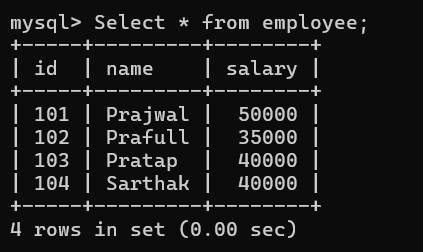 mysql> Select * from employee;
+-----+---------+--------+
| id  | name    | salary |
+-----+---------+--------+
| 101 | Prajwal |  50000 |
| 102 | Prafull |  35000 |
| 103 | Pratap  |  40000 |
| 104 | Sarthak |  40000 |
+-----+---------+--------+
4 rows in set (0.00 sec)